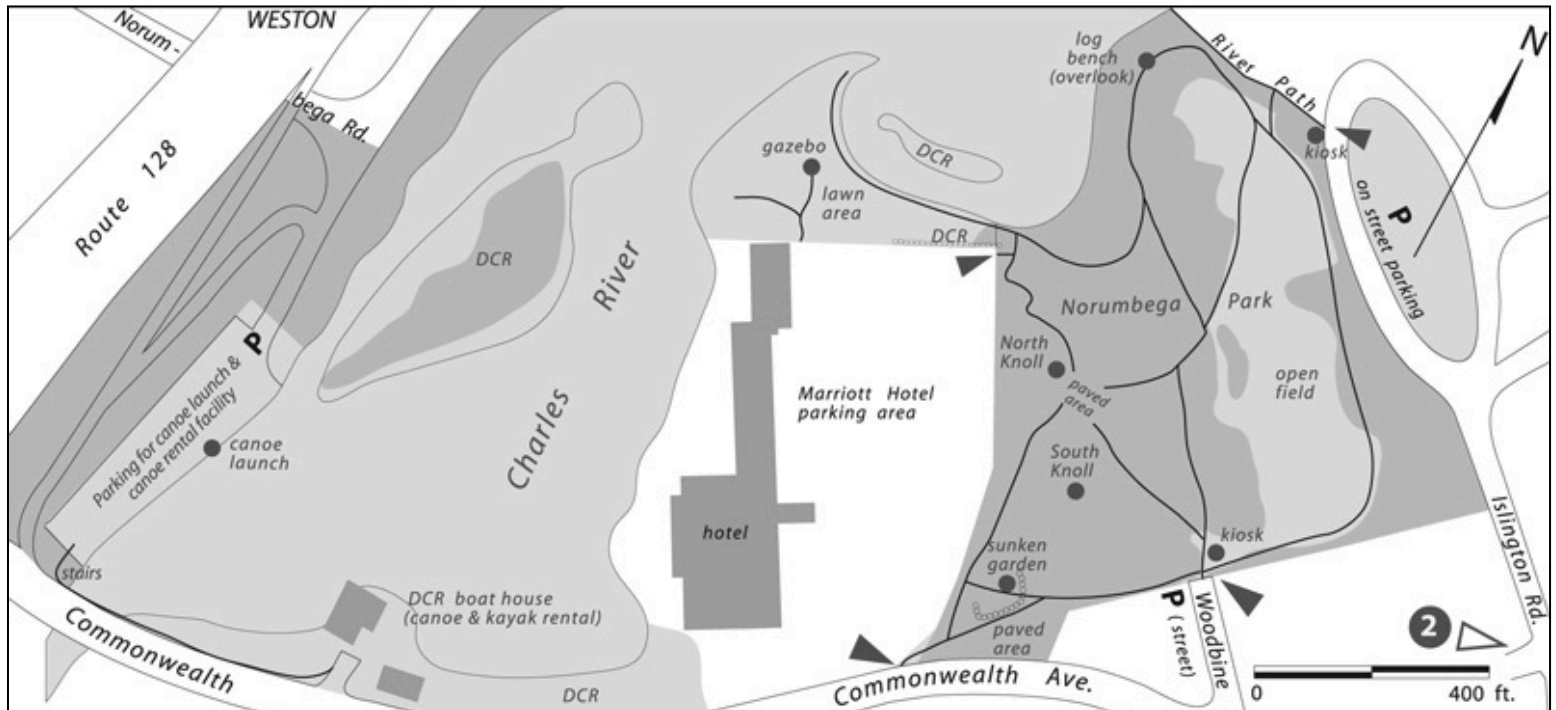 WESTON
Norum -
bega Rd.
Route 128
log
bench
(overlook)
River Path
N
gazebo
DCR
kiosk
lawn
area
P
on street parking
DCR
DCR
River
Charles
Norumbega Park
P
Parking for canoe launch &
canoe rental facility
North
Knoll
paved
area
open
field
Marriott Hotel
parking area
canoe
launch
South
Knoll
hotel
kiosk
Islington Rd.
sunken
garden
stairs
DCR boat house
(canoe & kayak rental)
P (street)
Woodbine
2
paved
area
Commonwealth
DCR
Commonwealth Ave.
0 400 ft.